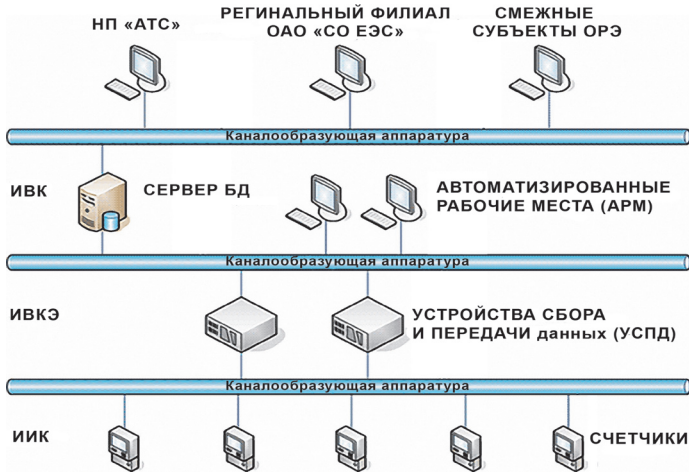 НП «АТС»
РЕГИНАЛЬНЫЙ ФИЛИАЛ
ОАО «СО ЕЭС»
СМЕЖНЫЕ
СУБЪЕКТЫ ОРЭ
Каналообразующая аппаратура
ИВК
СЕРВЕР БД
АВТОМАТИЗИРОВАННЫЕ
РАБОЧИЕ МЕСТА (АРМ)
Каналообразующая аппаратура
ИВКЭ
УСТРОЙСТВА СБОРА
И ПЕРЕДАЧИ данных (УСПД)
Каналообразующая аппаратура
ИИК
СЧЕТЧИКИ